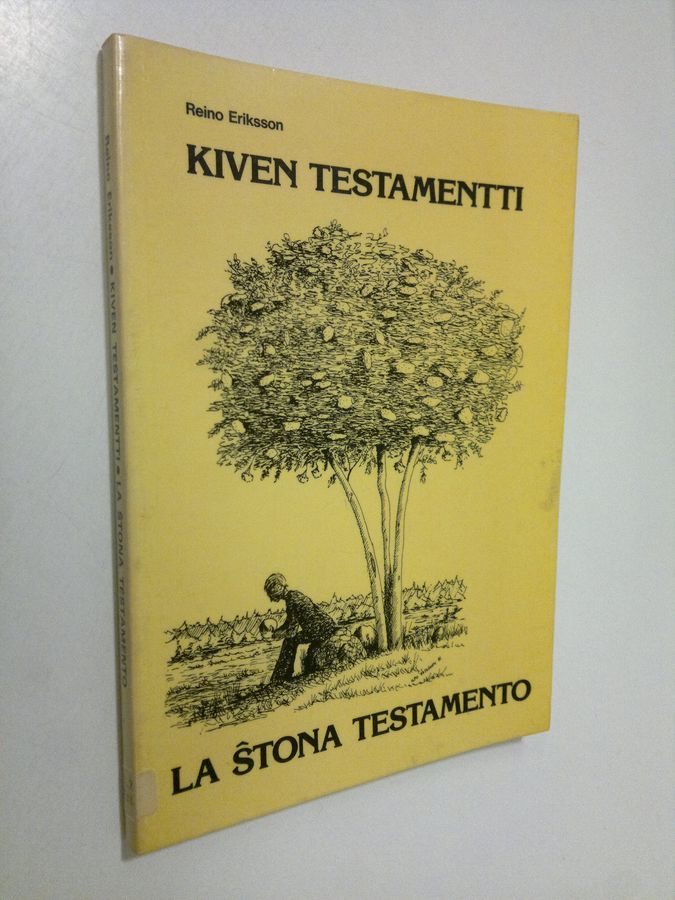 Reino Eriksson
KIVEN TESTAMENTTI
LA ŜTONA TESTAMENTO
Reino Eriksson ● KIVEN TESTAMENTTI ● LA ŜTONA TESTAMENTO